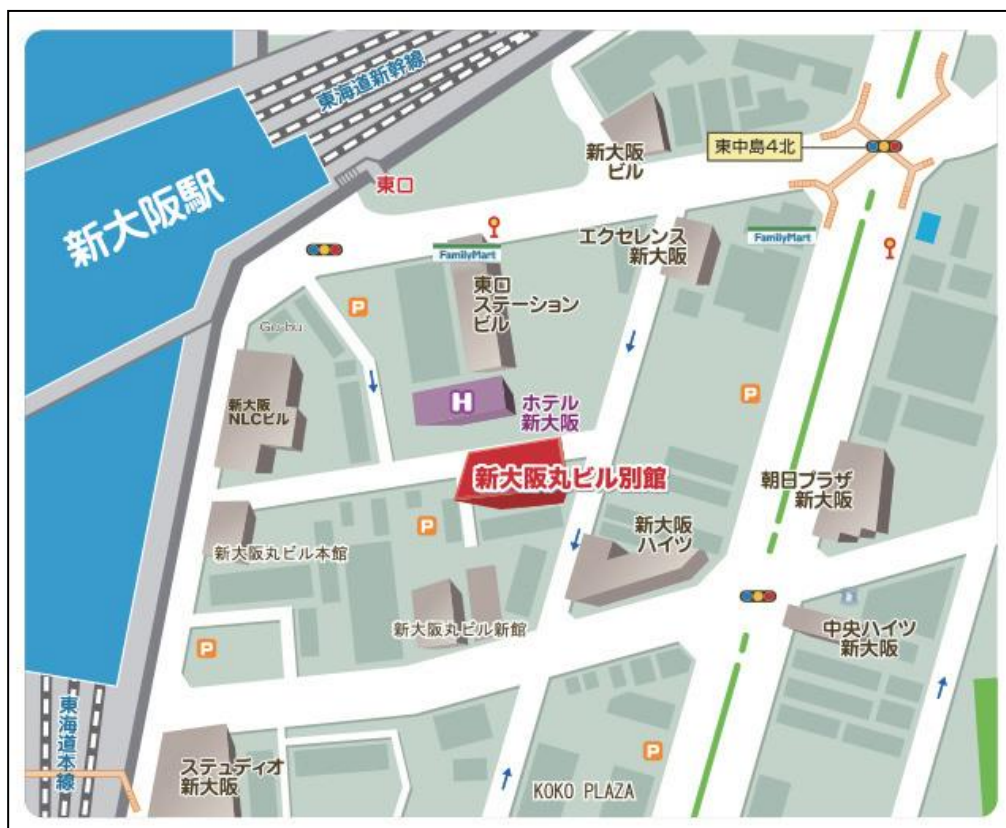 東海道新幹線
新大阪
ビル
東中島4北
東口
新大阪駅
FamilyMart
エクセレンス
新大阪
FamilyMart
東口
ステーション
ビル
P
Gu-hu
P
新大阪
NLCビル
H
ホテル
新大阪
新大阪丸ビル別館
朝日プラザ
新大阪
P
新大阪
ハイツ
新大阪丸ビル本館
新大阪丸ビル新館
中央ハイツ
新大阪
P
東海道本線
ステュディオ
新大阪
P
KOKO PLAZA